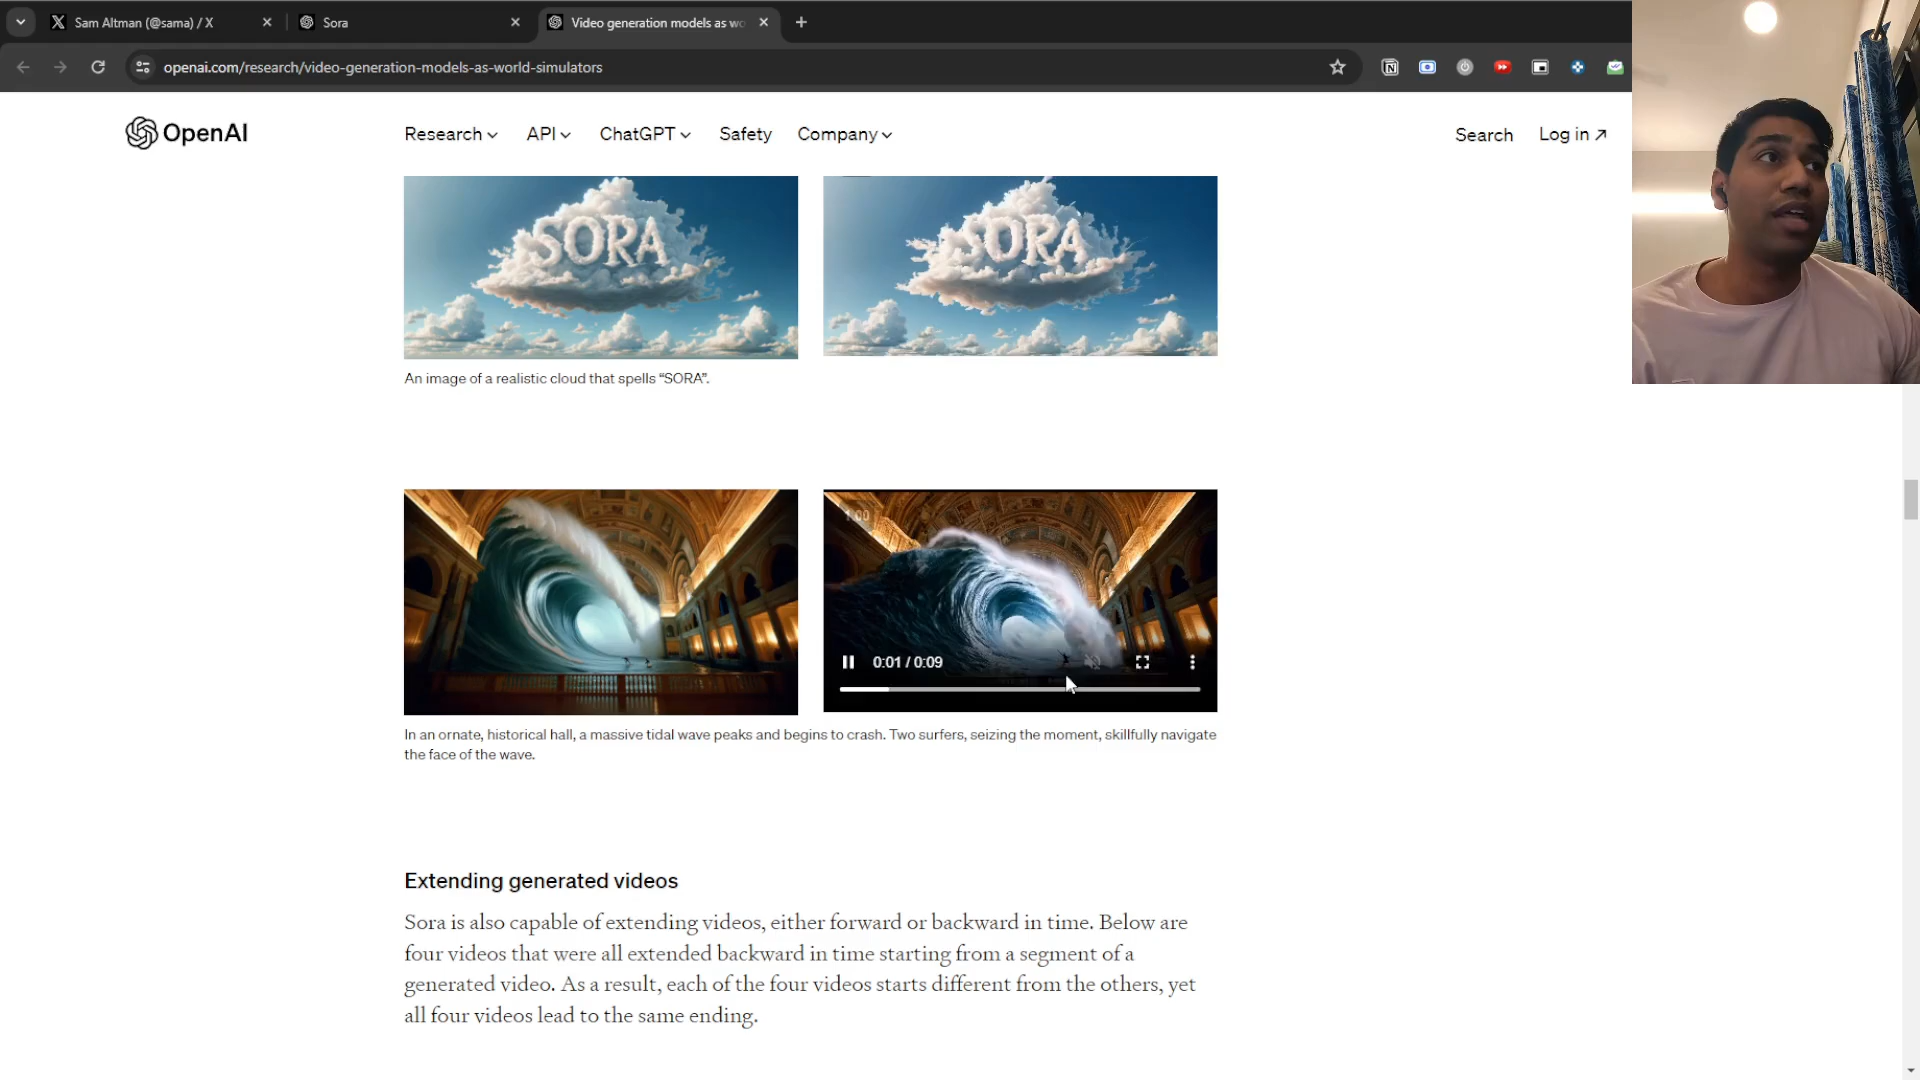 Sam Altman (@sama) / X
Sora
Video generation models as wo
openai.com/research/video-generation-models-as-world-simulators
OpenAI
Research
API
ChatGPT
Safety
Company
Search
Log in ↗
SORA
SORA
An image of a realistic cloud that spells “SORA”.
1.00
0:01 / 0:09
In an ornate, historical hall, a massive tidal wave peaks and begins to crash. Two surfers, seizing the moment, skillfully navigate
the face of the wave.
Extending generated videos
Sora is also capable of extending videos, either forward or backward in time. Below are
four videos that were all extended backward in time starting from a segment of a
generated video. As a result, each of the four videos starts different from the others, yet
all four videos lead to the same ending.